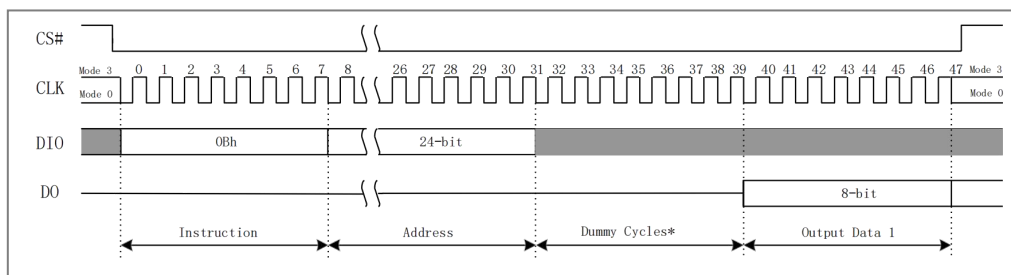 CS#
Mode 3 0 1 2 3 4 5 6 7 8 26 27 28 29 30 31 32 33 34 35 36 37 38 39 40 41 42 43 44 45 46 47 Mode 3
CLK
Mode 0 Mode 0
DIO 0Bh 24-bit
DO 8-bit
Instruction Address Dummy Cycles* Output Data 1